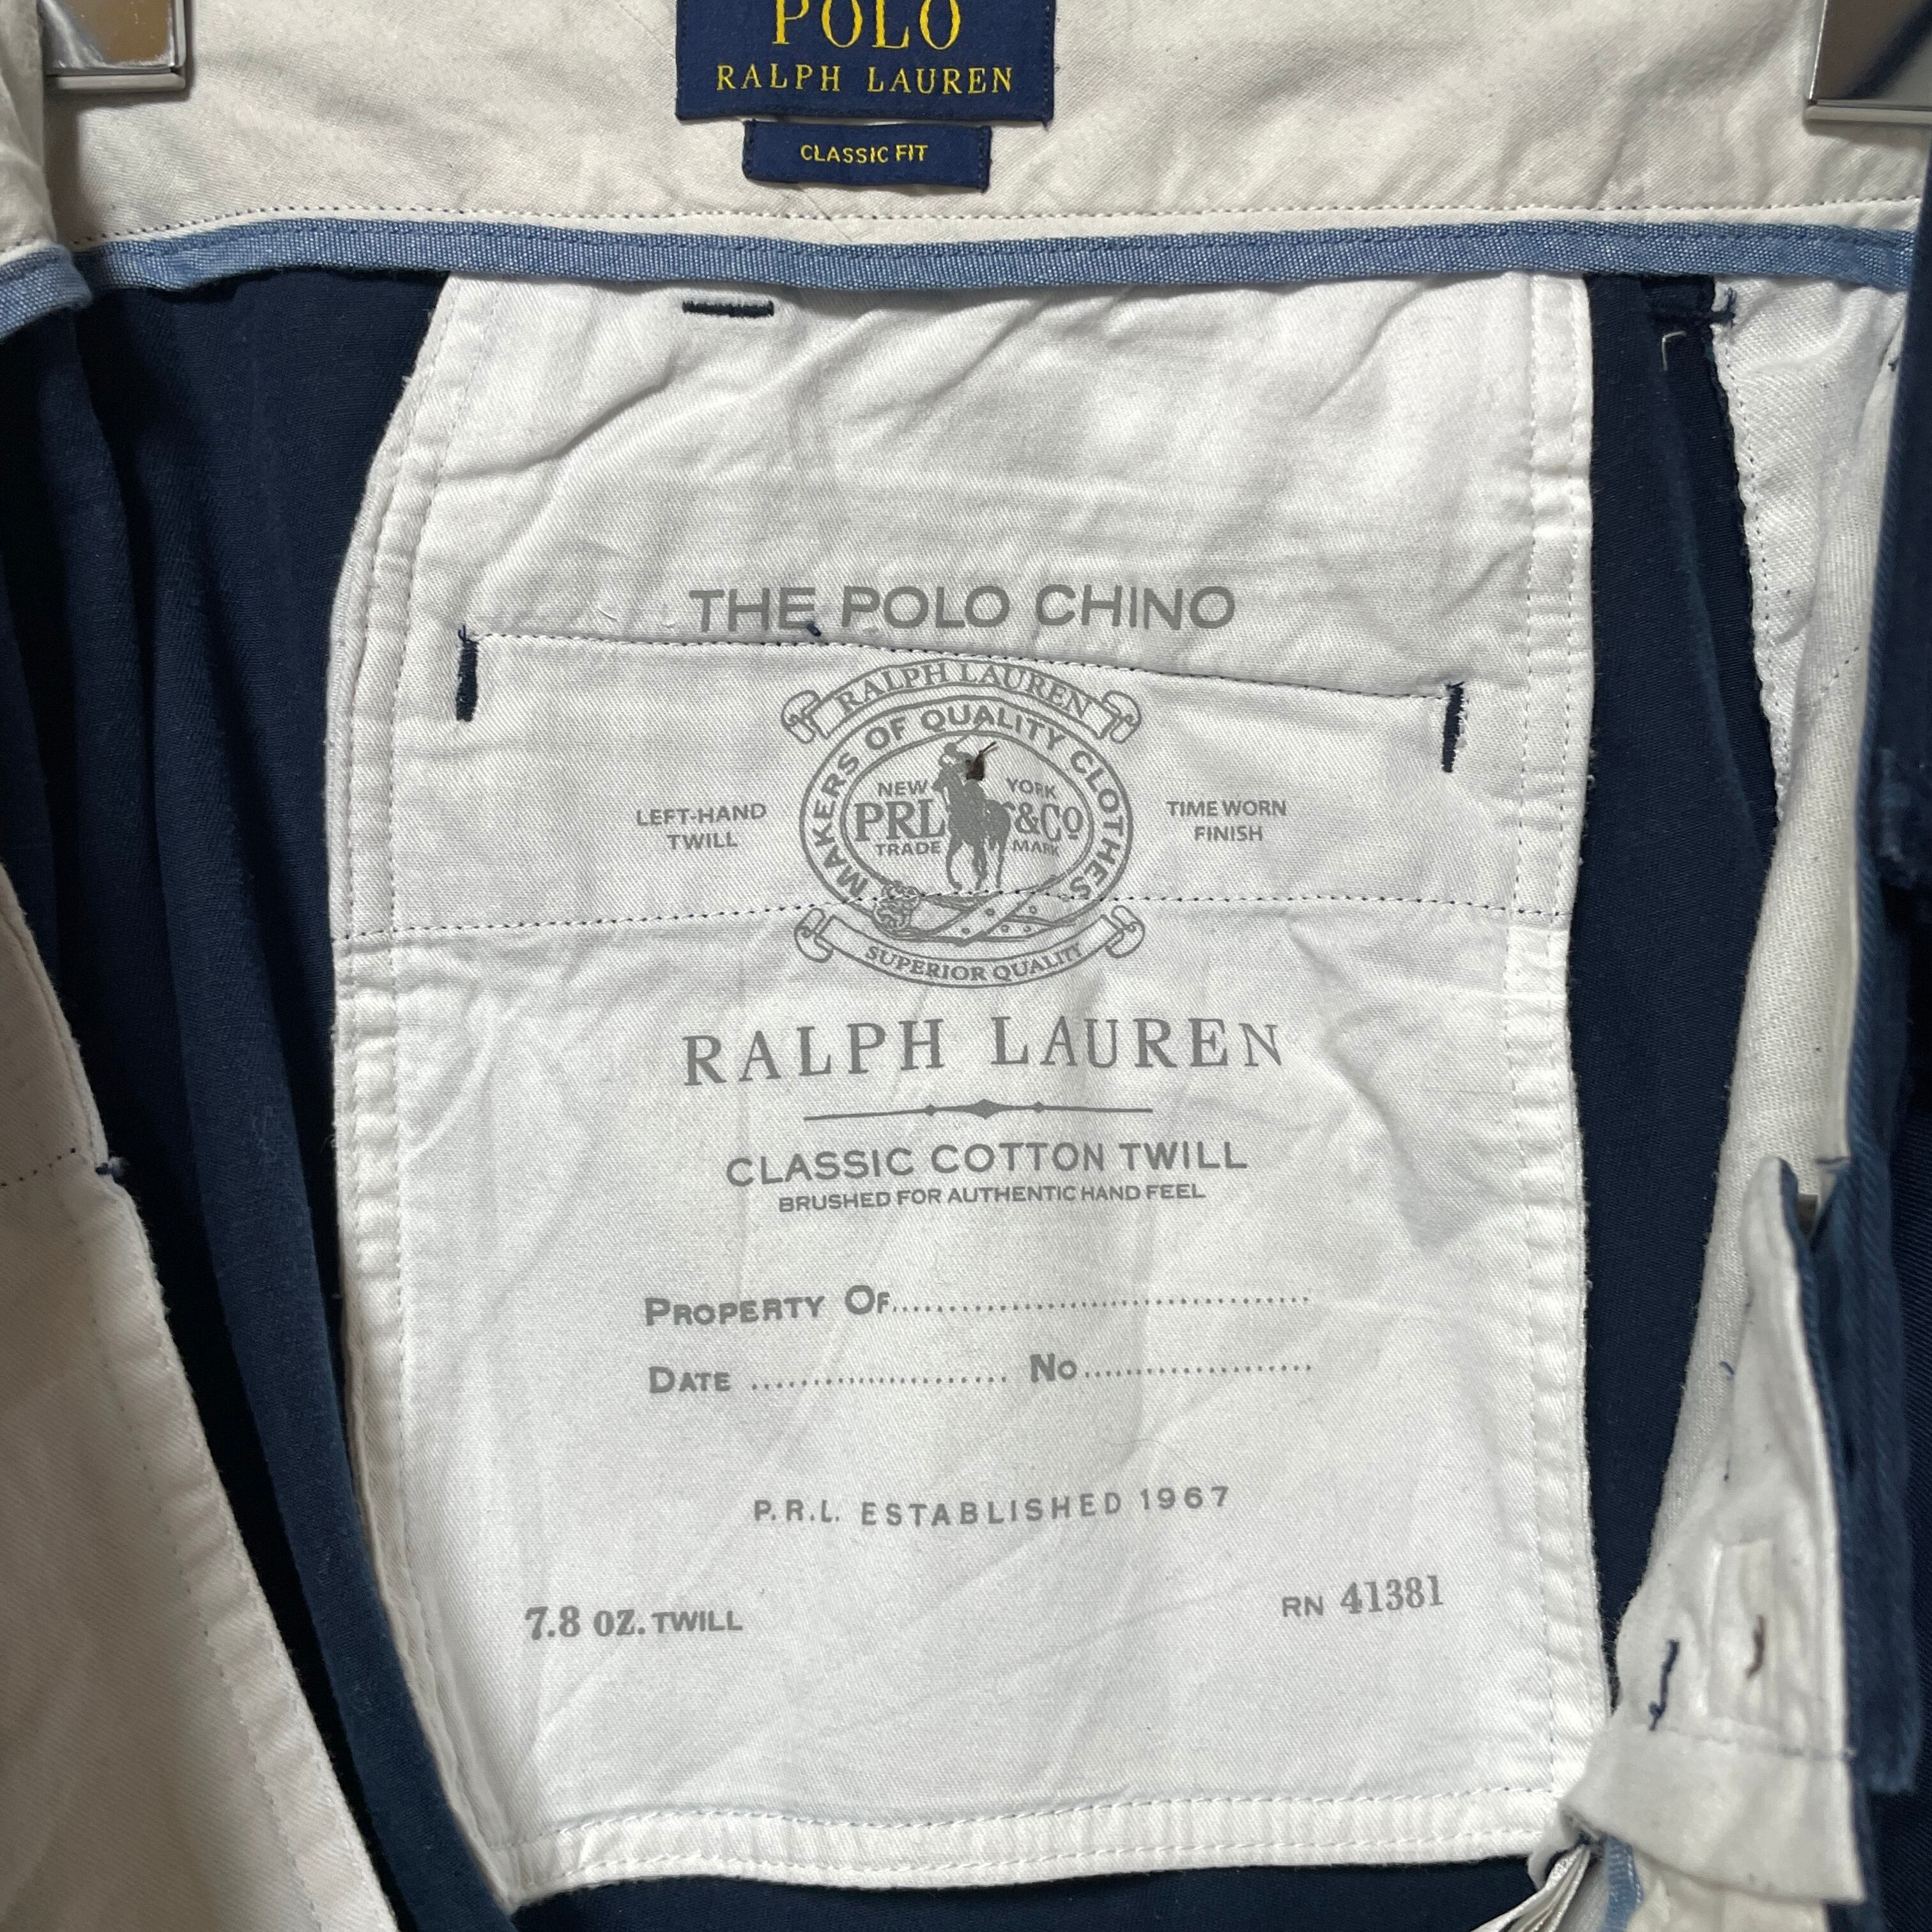 POLO
RALPH LAUREN
CLASSIC FIT
THE POLO CHINO
RALPH LAUREN
MAKERS OF QUALITY CLOTHES
NEW YORK
PRL &CO
TRADE MARK
LEFT-HAND
TWILL
TIME WORN
FINISH
SUPERIOR QUALITY
RALPH LAUREN
CLASSIC COTTON TWILL
BRUSHED FOR AUTHENTIC HAND FEEL
PROPERTY OF..........................................
DATE ........................ NO.....................
P.R.L. ESTABLISHED 1967
7.8 OZ. TWILL
RN 41381